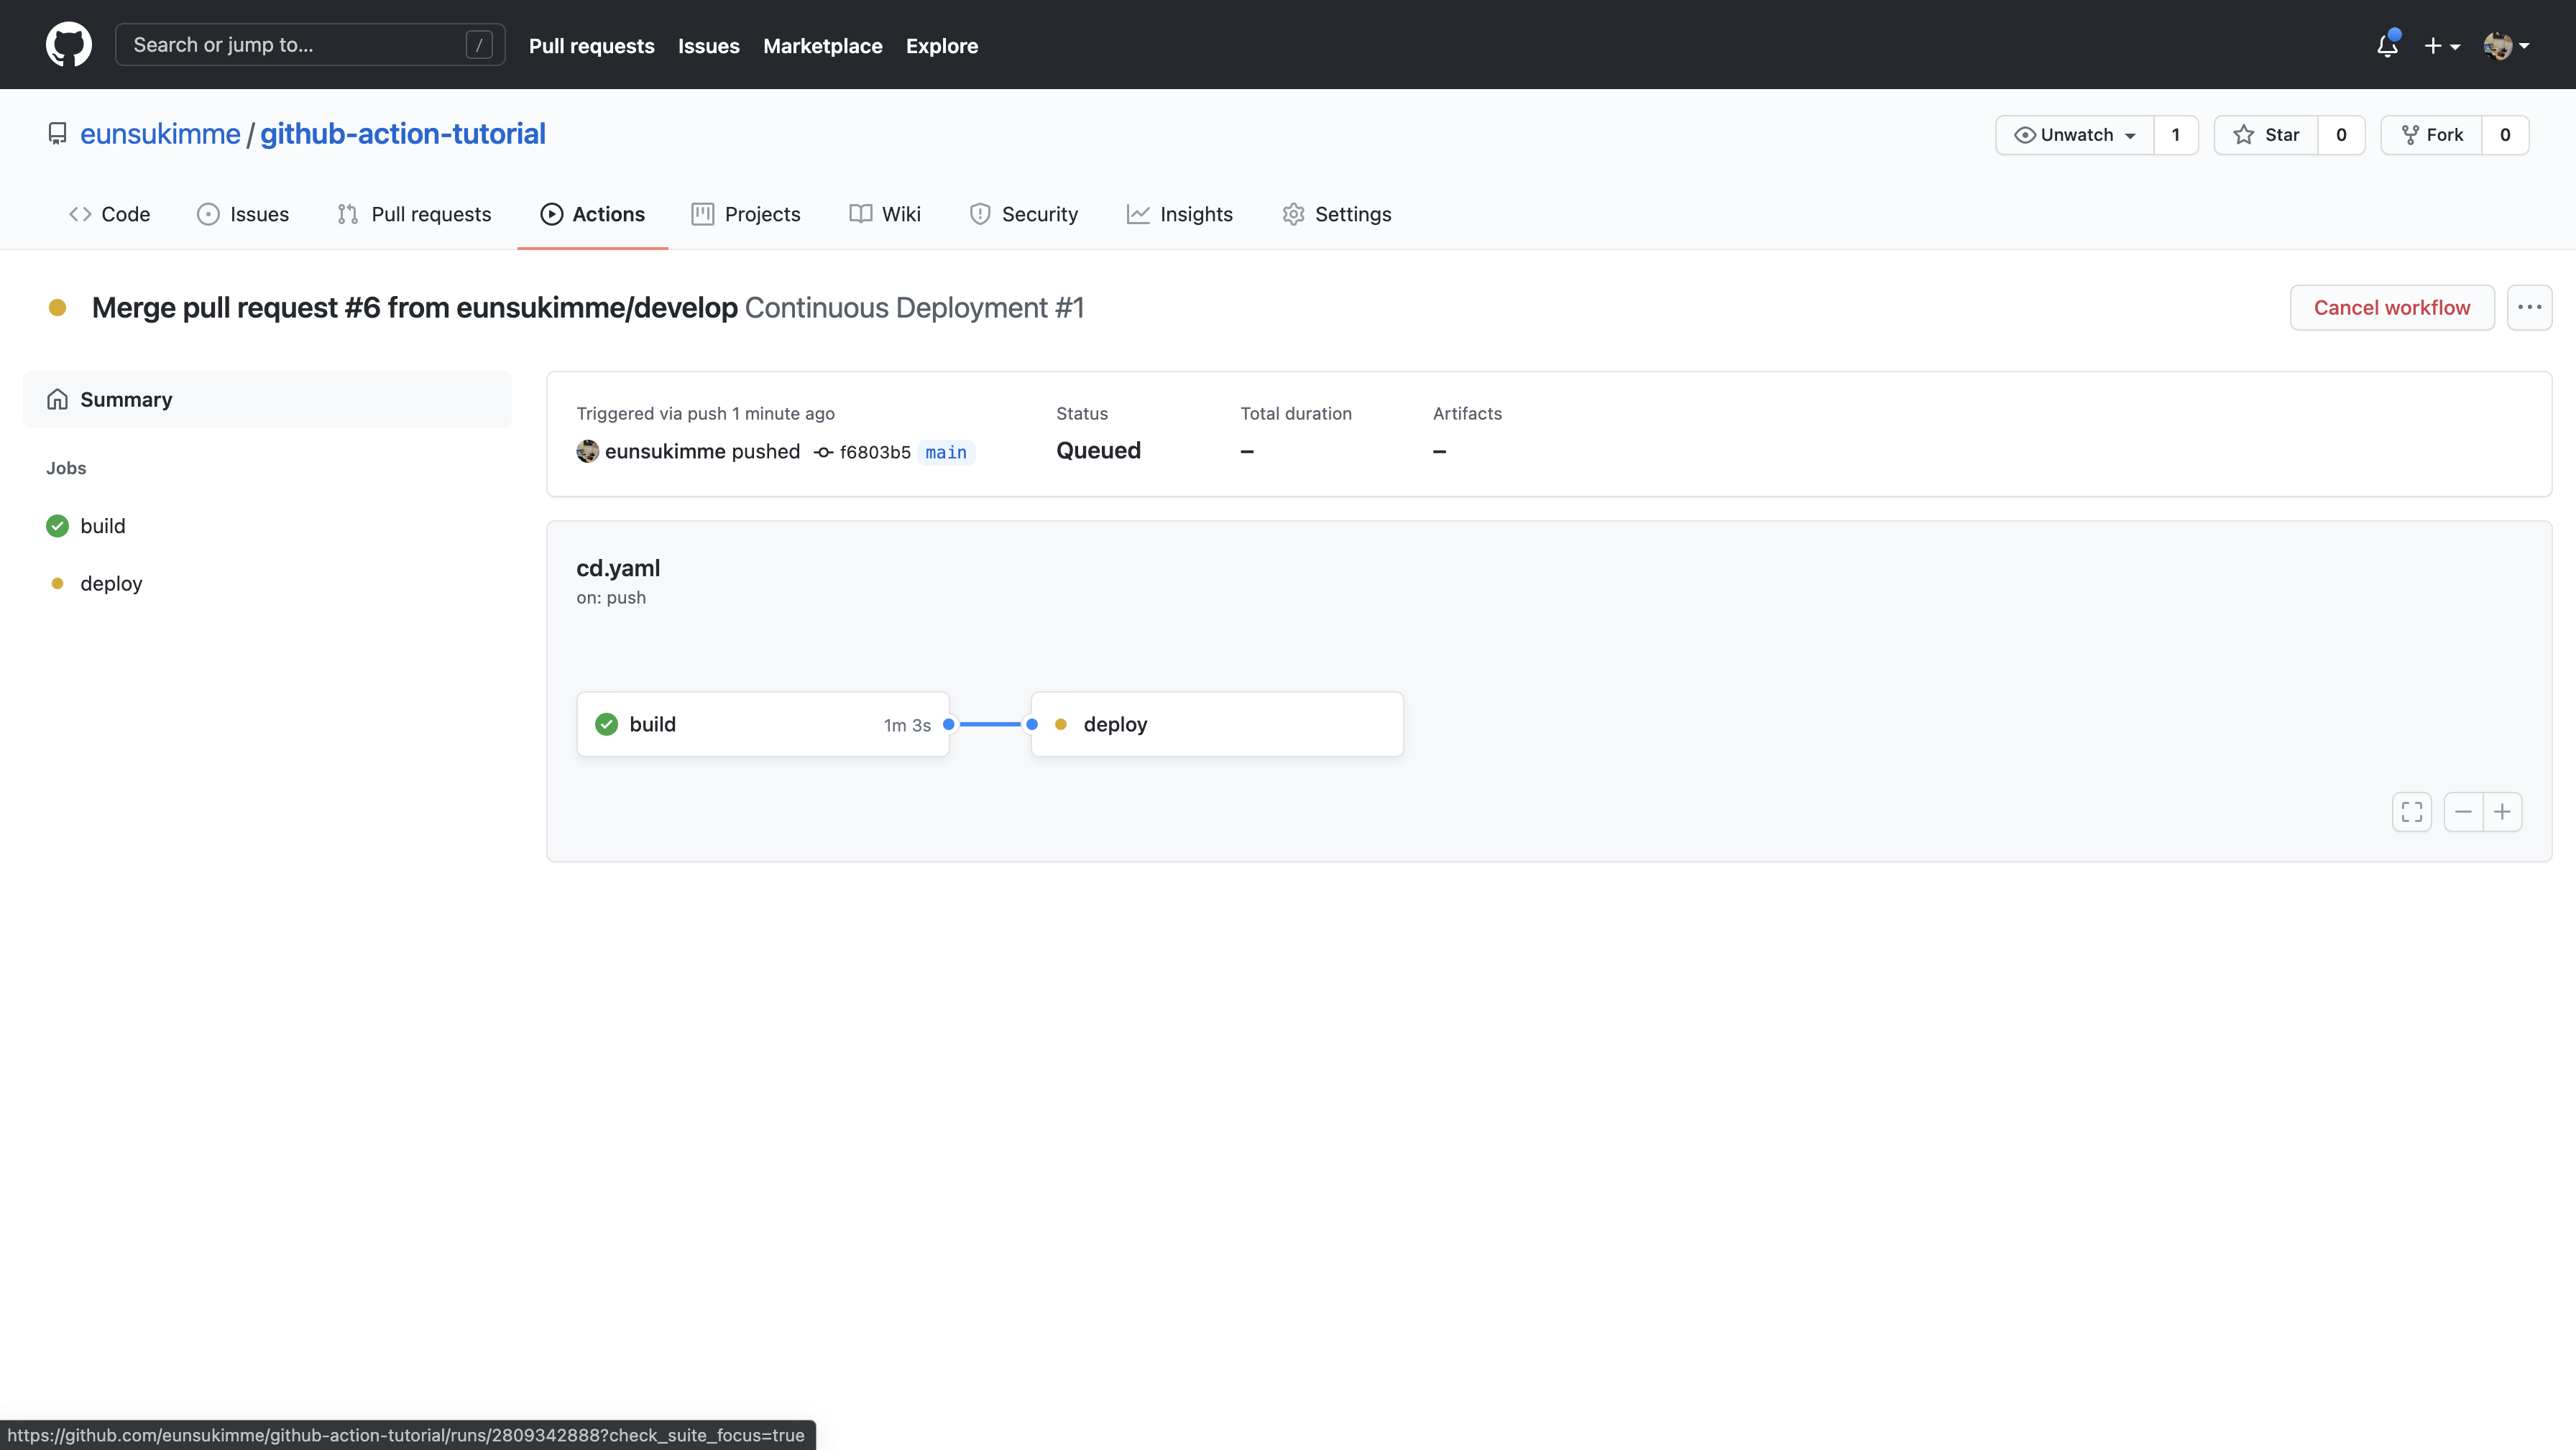 Search or jump to... /
Pull requests Issues Marketplace Explore
eunsukimme / github-action-tutorial
Unwatch 1 Star 0 Fork 0
Code Issues Pull requests Actions Projects Wiki Security Insights Settings
Merge pull request #6 from eunsukimme/develop Continuous Deployment #1
Cancel workflow
Summary
Jobs
build
deploy
Triggered via push 1 minute ago
eunsukimme pushed f6803b5 main
Status
Queued
Total duration
–
Artifacts
–
cd.yaml
on: push
build 1m 3s
deploy
https://github.com/eunsukimme/github-action-tutorial/runs/2809342888?check_suite_focus=true